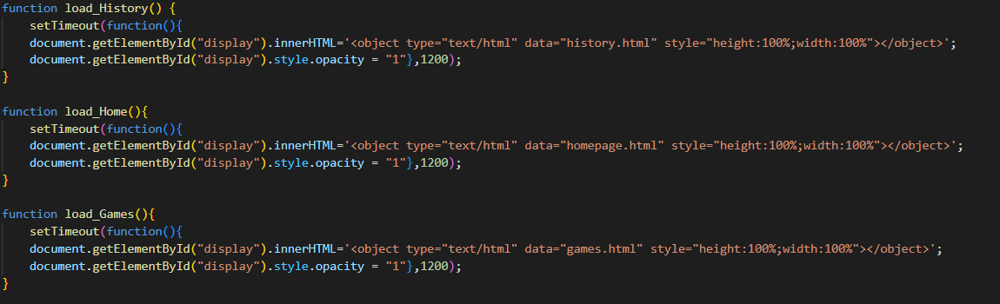 function load_History() {
    setTimeout(function(){
    document.getElementById("display").innerHTML='<object type="text/html" data="history.html" style="height:100%;width:100%"></object>';
    document.getElementById("display").style.opacity = "1"},1200);
}

function load_Home(){
    setTimeout(function(){
    document.getElementById("display").innerHTML='<object type="text/html" data="homepage.html" style="height:100%;width:100%"></object>';
    document.getElementById("display").style.opacity = "1"},1200);
}

function load_Games(){
    setTimeout(function(){
    document.getElementById("display").innerHTML='<object type="text/html" data="games.html" style="height:100%;width:100%"></object>';
    document.getElementById("display").style.opacity = "1"},1200);
}